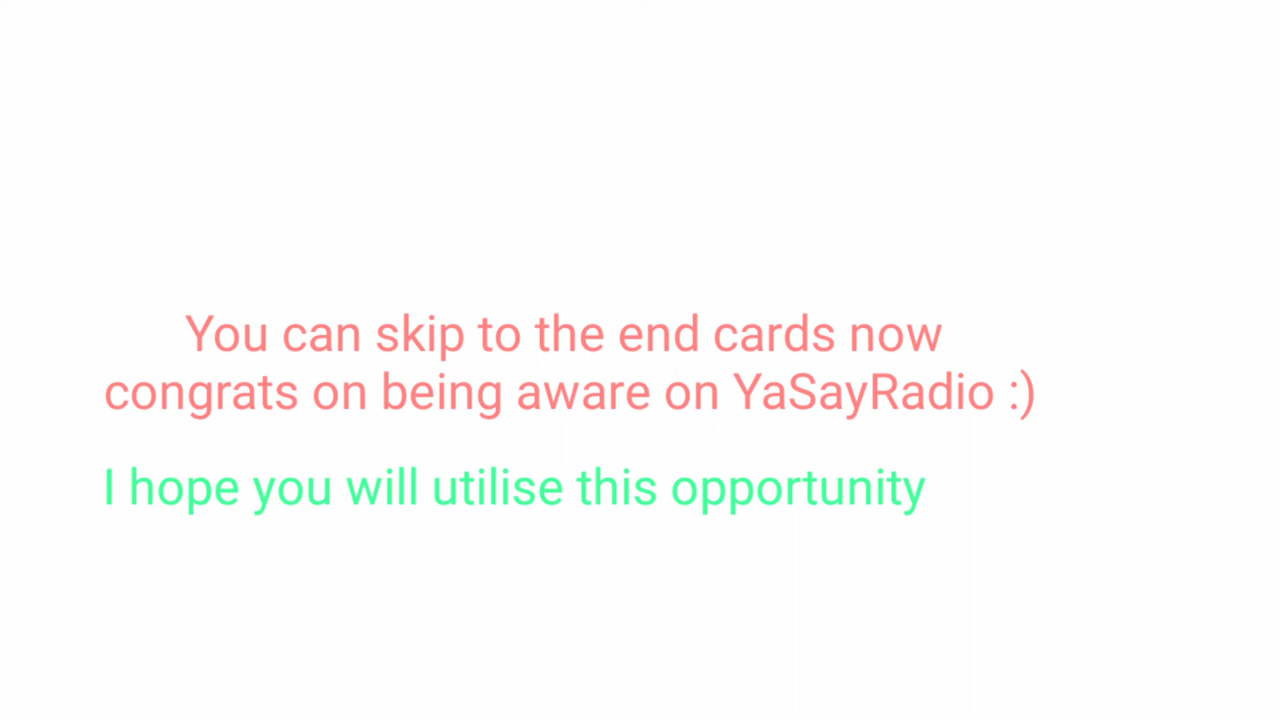 You can skip to the end cards now
congrats on being aware on YaSayRadio :)
I hope you will utilise this opportunity